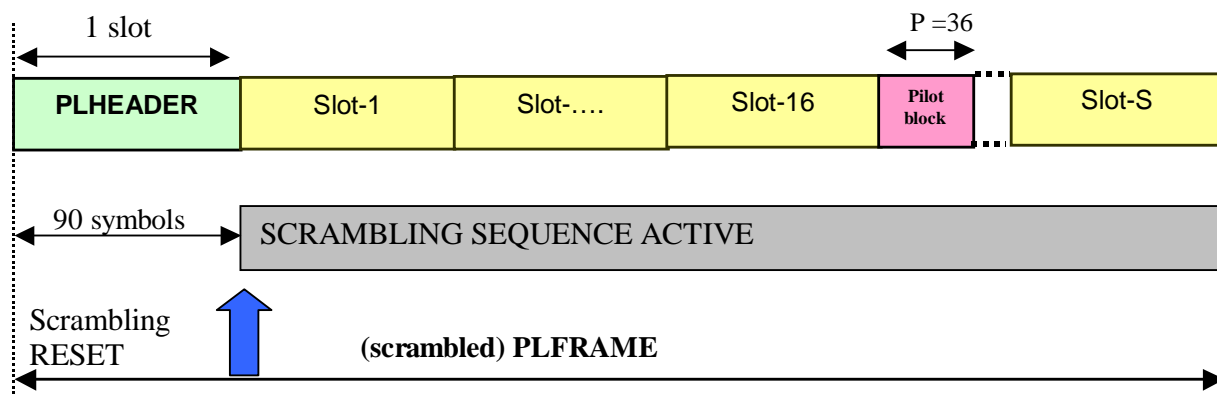 1 slot
P =36
PLHEADER
Slot-1
Slot-....
Slot-16
Pilot
block
Slot-S
90 symbols
SCRAMBLING SEQUENCE ACTIVE
Scrambling
RESET
(scrambled) PLFRAME